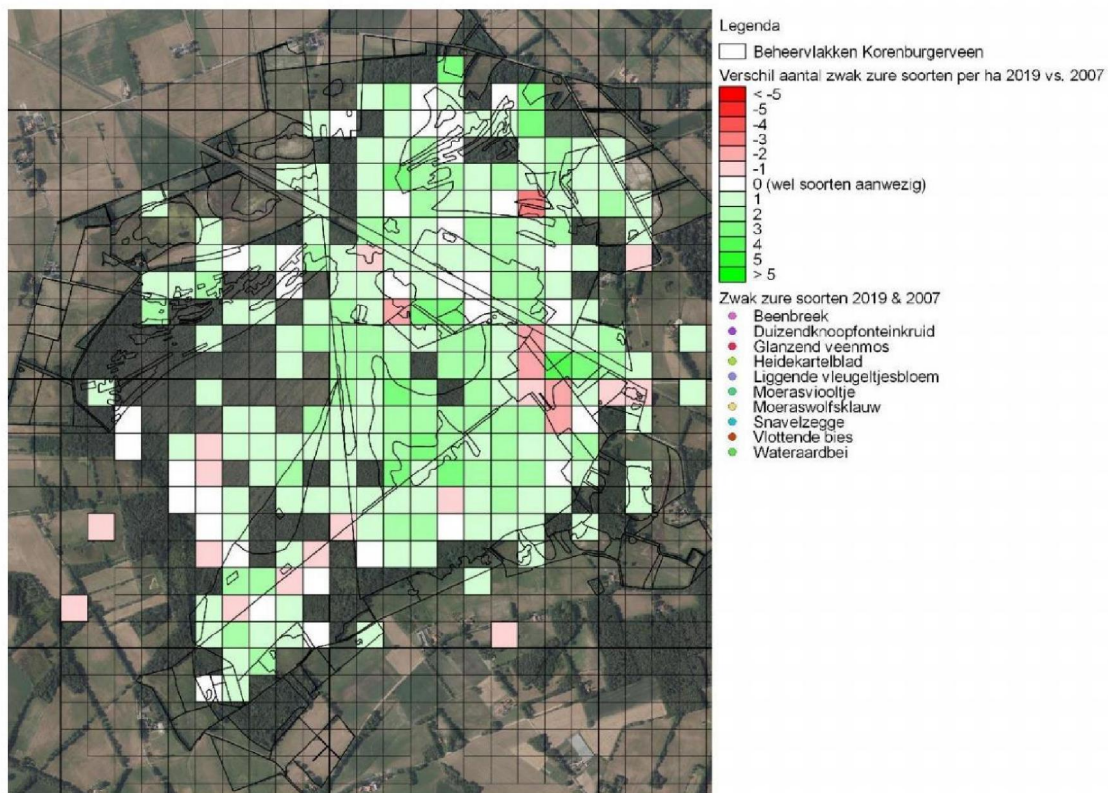 Legenda
Beheervlakken Korenburgerveen
Verschil aantal zwak zure soorten per ha 2019 vs. 2007
< -5
-5
-4
-3
-2
-1
0 (wel soorten aanwezig)
1
2
3
4
5
> 5
Zwak zure soorten 2019 & 2007
Beenbreek
Duizendknoopfonteinkruid
Glanzend veenmos
Heidekartelblad
Liggende vleugeltjesbloem
Moerasviooltje
Moeraswolfsklauw
Snavelzegge
Vlottende bies
Wateraardbei